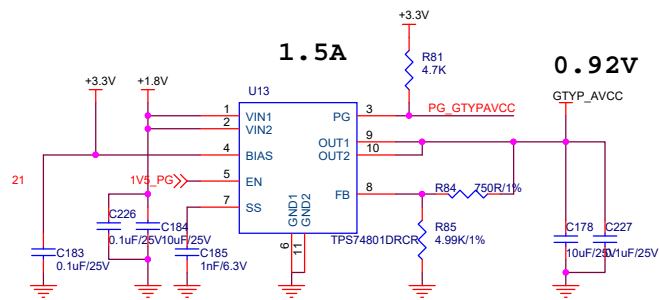 +3.3V
1.5A
0.92V
R81
4.7K
+3.3V
+1.8V
U13
GTYP_AVCC
1
VIN1
PG
3
PG_GTYPAVCC
2
VIN2
OUT1
9
OUT2
10
4
BIAS
21
1V5_PG
5
EN
FB
8
R84
750R/1%
7
SS
GND1
GND2
6
11
TPS74801DRCR
R85
4.99K/1%
C226
0.1uF/25V
C184
10uF/25V
C183
0.1uF/25V
C185
1nF/6.3V
C178
10uF/25V
C227
0.1uF/25V